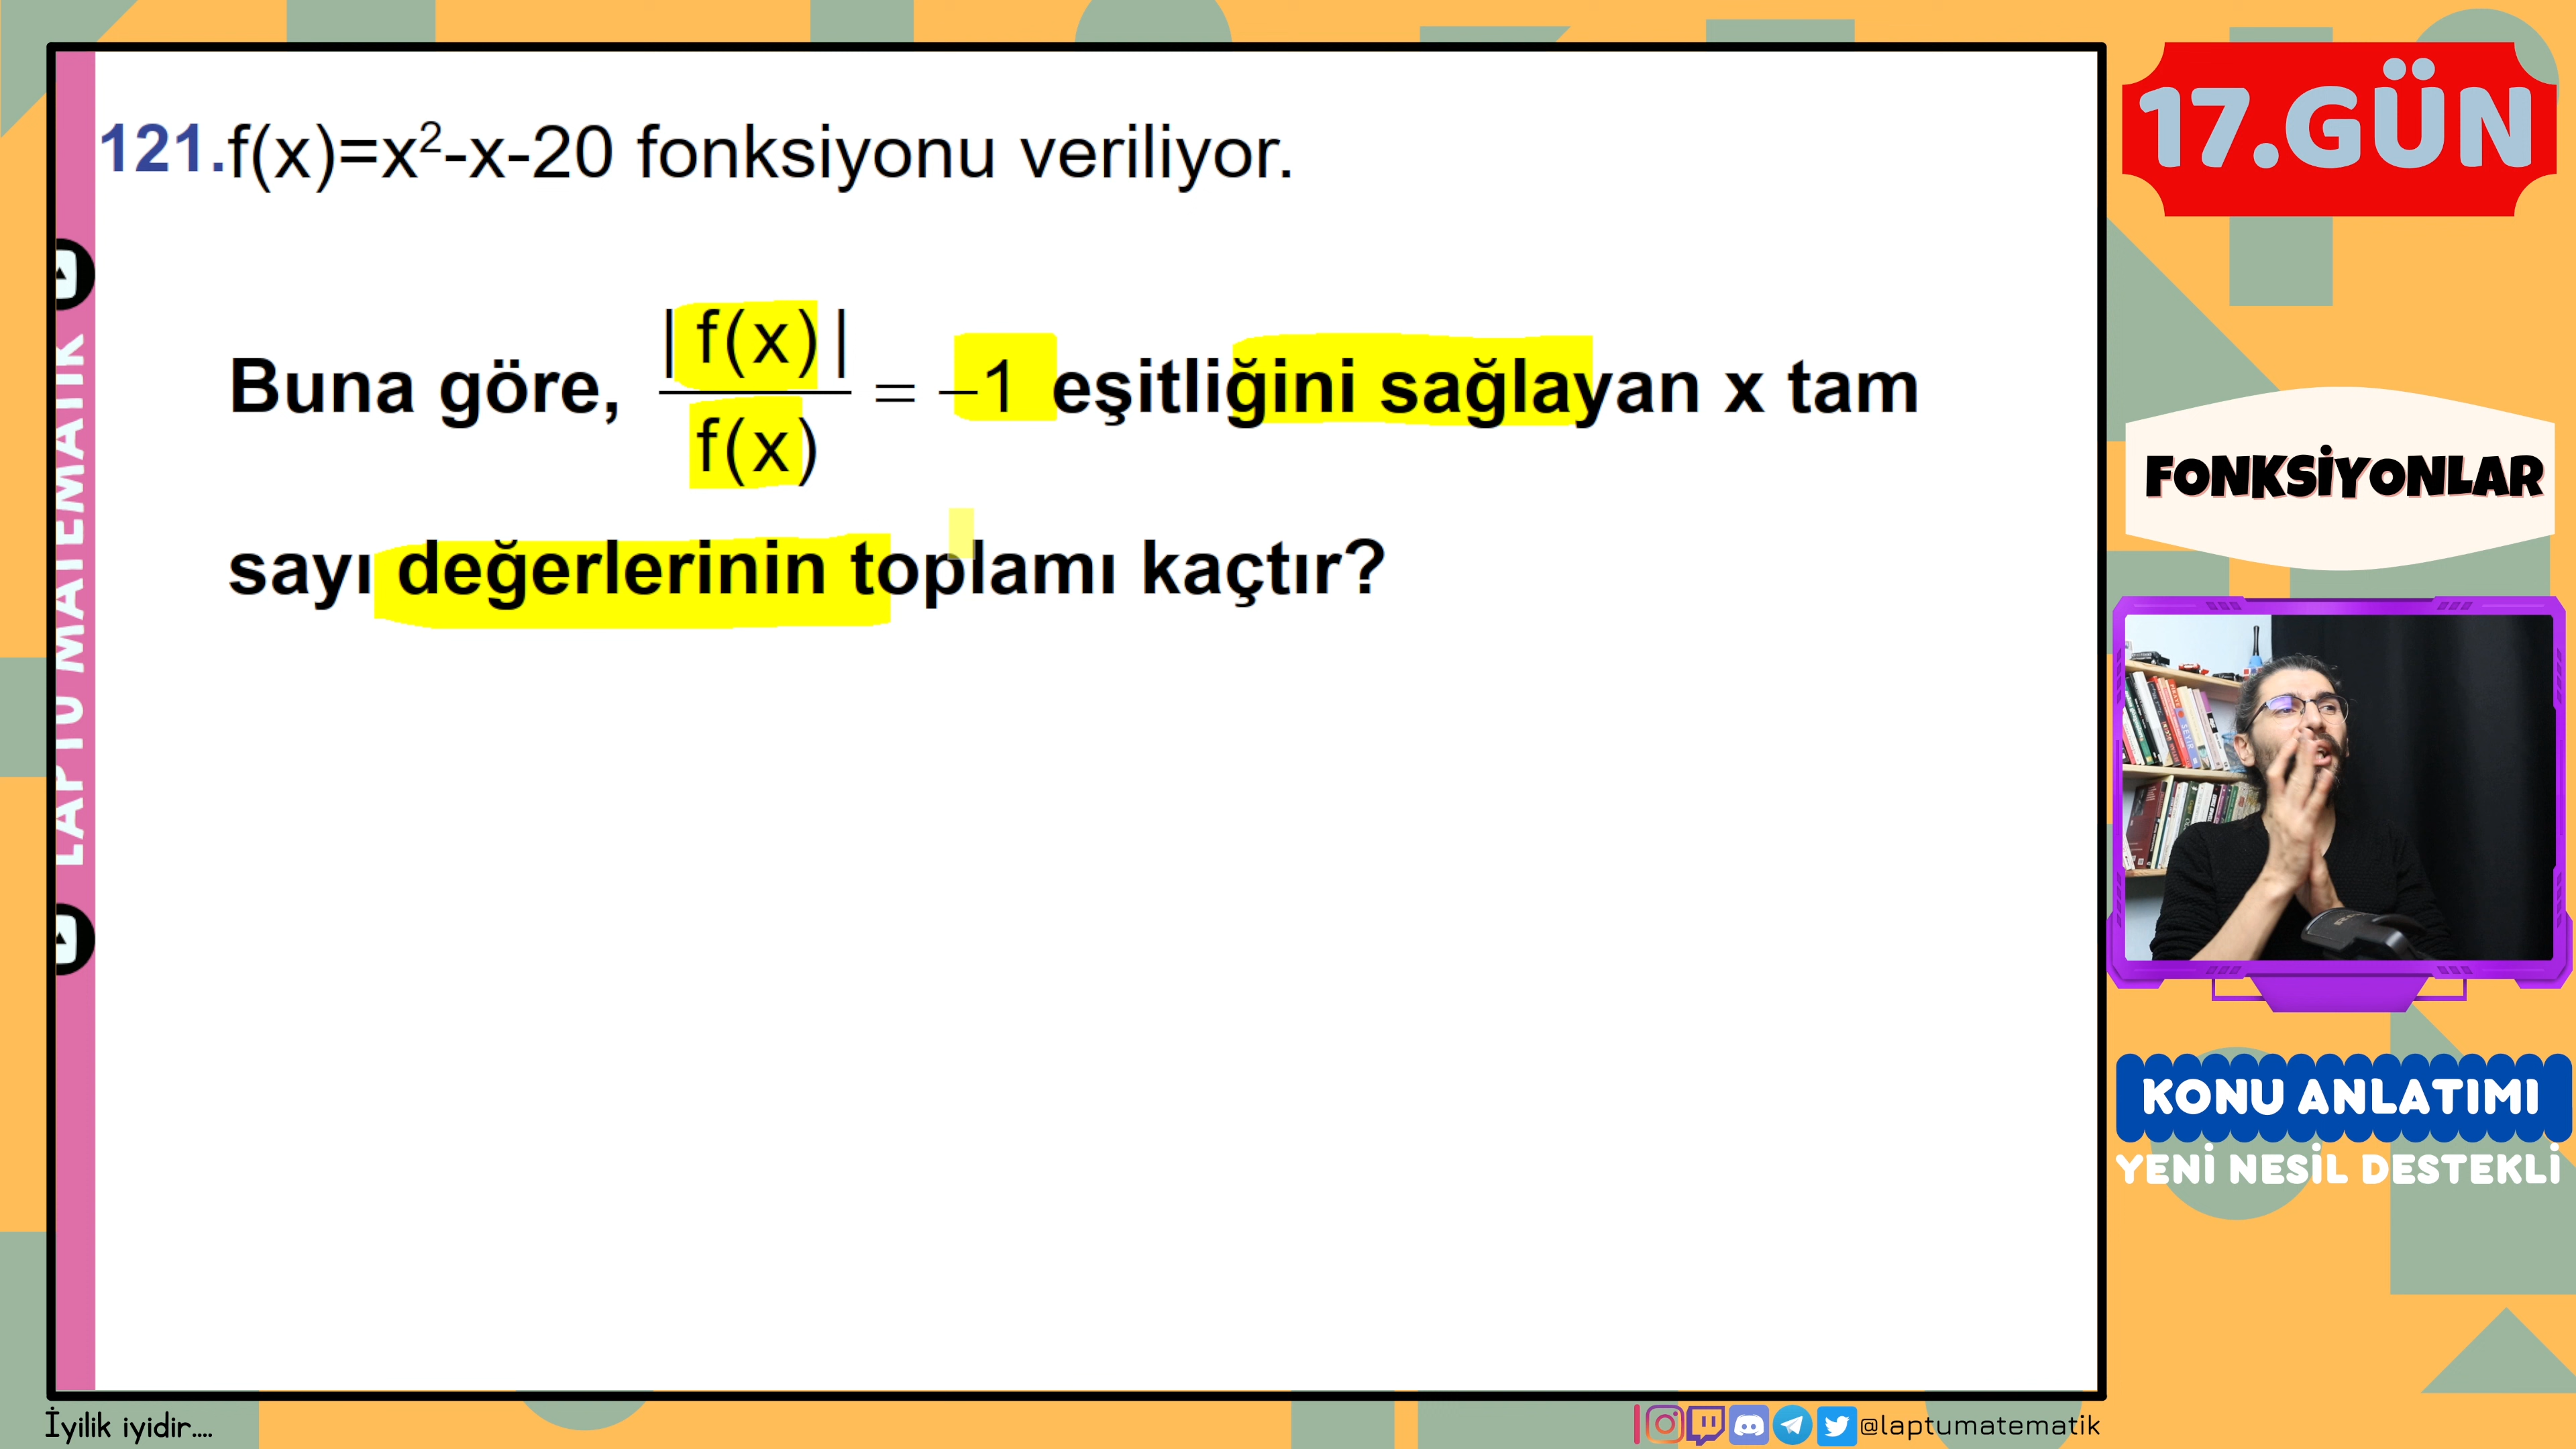 17.GÜN
121.f(x)=x²-x-20 fonksiyonu veriliyor.
Buna göre, |f(x)| / f(x) = −1 eşitliğini sağlayan x tam
sayı değerlerinin toplamı kaçtır?
LAPTU MATEMATİK
FONKSİYONLAR
KONU ANLATIMI
YENİ NESİL DESTEKLİ
İyilik iyidir....
@laptumatematik